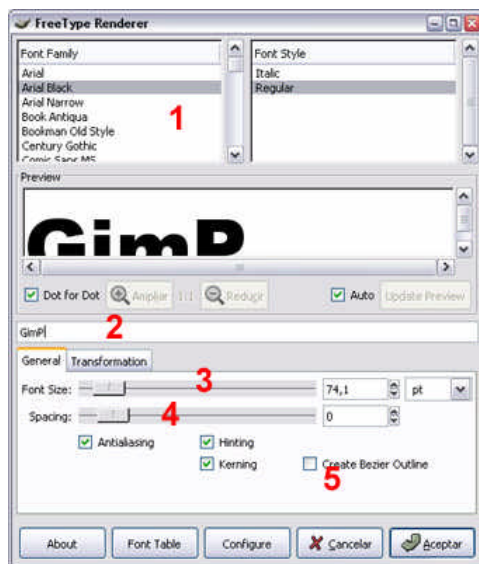 FreeType Renderer
Font Family
Font Style
Arial
Italic
Arial Black
Regular
Arial Narrow
Book Antiqua
1
Bookman Old Style
Century Gothic
Comic Sans MS
Preview
GimP
Dot for Dot
Ampliar
1:1
Reducir
Auto
Update Preview
2
GimP
General
Transformation
Font Size:
3
74,1
pt
Spacing:
4
0
Antialiasing
Hinting
Kerning
Create Bezier Outline
5
About
Font Table
Configure
Cancelar
Aceptar